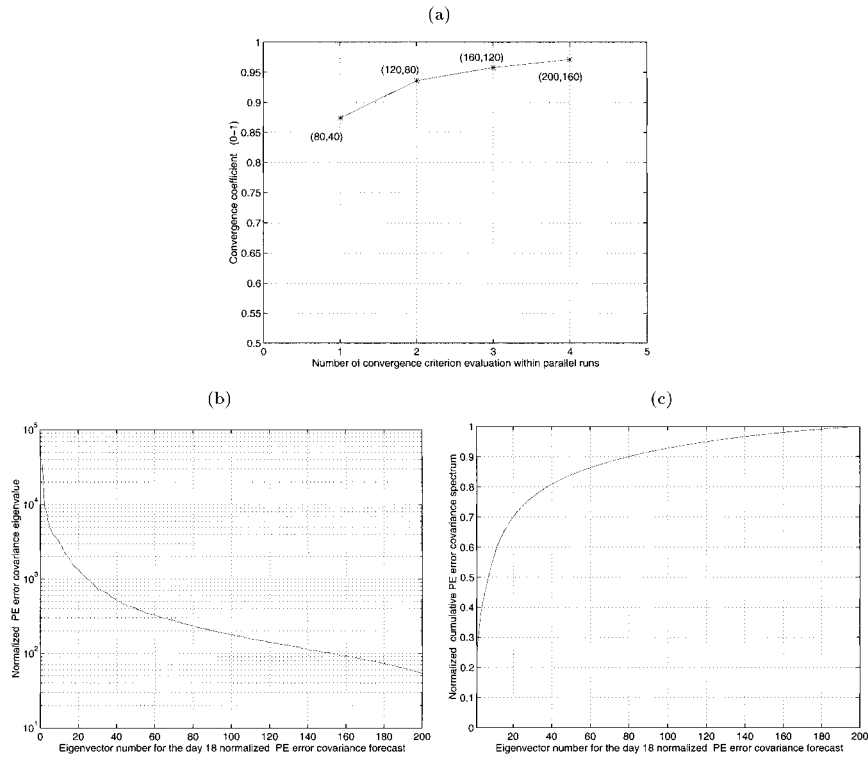 (a)
1
0.95
0.9
0.85
0.8
0.75
0.7
0.65
0.6
0.55
0.5
Convergence coefficient (0-1)
(80,40)
(120,80)
(160,120)
(200,160)
0 1 2 3 4 5
Number of convergence criterion evaluation within parallel runs
(b)
10^5
10^4
10^3
10^2
10^1
Normalized PE error covariance eigenvalue
0 20 40 60 80 100 120 140 160 180 200
Eigenvector number for the day 18 normalized PE error covariance forecast
(c)
1
0.9
0.8
0.7
0.6
0.5
0.4
0.3
0.2
0.1
0
Normalized cumulative PE error covariance spectrum
20 40 60 80 100 120 140 160 180 200
Eigenvector number for the day 18 normalized PE error covariance forecast